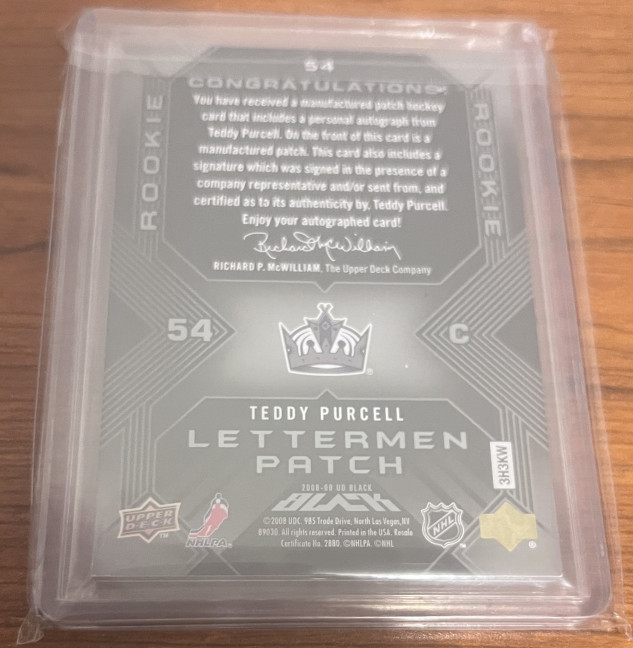 54
CONGRATULATIONS
You have received a manufactured patch hockey
card that includes a personal autograph from
Teddy Purcell. On the front of this card is a
manufactured patch. This card also includes a
signature which was signed in the presence of a
company representative and/or sent from, and
certified as to its authenticity by, Teddy Purcell.
Enjoy your autographed card!
Richard P. McWilliam
RICHARD P. McWILLIAM, The Upper Deck Company
ROOKIE
ROOKIE
54
C
®
TEDDY PURCELL
LETTERMEN
PATCH
3H3KW
2008-09 UD BLACK
BLACK
©2008 UDC. 985 Trade Drive, North Las Vegas, NV
89030. All rights reserved. Printed in the USA. Resale
Certificate No. 2880. ©NHLPA. ©NHL
UPPER
DECK
TM
NHLPA
®
NHL
®
®